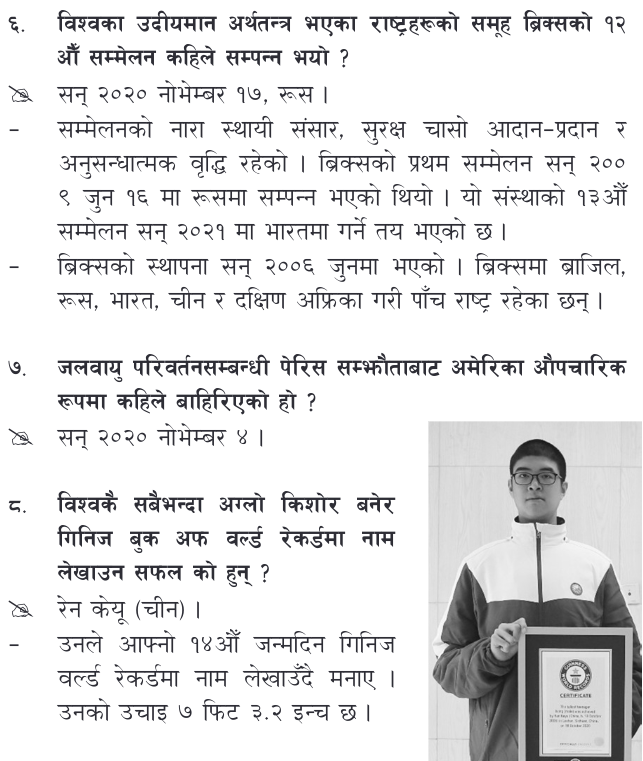 ६. विश्वका उदीयमान अर्थतन्त्र भएका राष्ट्रहरूको समूह ब्रिक्सको १२
औँ सम्मेलन कहिले सम्पन्न भयो ?
सन् २०२० नोभेम्बर १७, रूस ।
– सम्मेलनको नारा स्थायी संसार, सुरक्ष चासो आदान-प्रदान र
अनुसन्धात्मक वृद्धि रहेको । ब्रिक्सको प्रथम सम्मेलन सन् २००
९ जुन १६ मा रूसमा सम्पन्न भएको थियो । यो संस्थाको १३औँ
सम्मेलन सन् २०२१ मा भारतमा गर्ने तय भएको छ ।
– ब्रिक्सको स्थापना सन् २००६ जुनमा भएको । ब्रिक्समा ब्राजिल,
रूस, भारत, चीन र दक्षिण अफ्रिका गरी पाँच राष्ट्र रहेका छन् ।
७. जलवायु परिवर्तनसम्बन्धी पेरिस सम्झौताबाट अमेरिका औपचारिक
रूपमा कहिले बाहिरिएको हो ?
सन् २०२० नोभेम्बर ४ ।
८. विश्वकै सबैभन्दा अग्लो किशोर बनेर
गिनिज बुक अफ वर्ल्ड रेकर्डमा नाम
लेखाउन सफल को हुन् ?
रेन केयू (चीन) ।
– उनले आफ्नो १४औँ जन्मदिन गिनिज
वर्ल्ड रेकर्डमा नाम लेखाउँदै मनाए ।
उनको उचाइ ७ फिट ३.२ इन्च छ ।
GUINNESS
WORLD RECORDS
CERTIFICATE